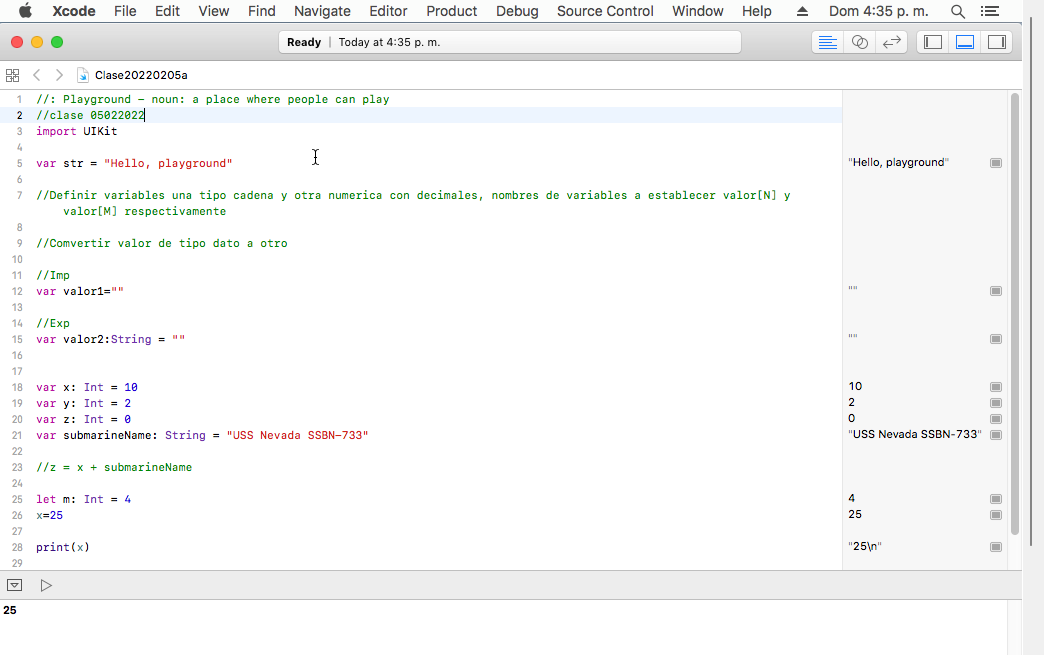 Xcode File Edit View Find Navigate Editor Product Debug Source Control Window Help Dom 4:35 p. m.
Ready | Today at 4:35 p. m.
Clase20220205a
1 //: Playground - noun: a place where people can play
2 //clase 05022022
3 import UIKit
4
5 var str = "Hello, playground" "Hello, playground"
6
7 //Definir variables una tipo cadena y otra numerica con decimales, nombres de variables a establecer valor[N] y
valor[M] respectivamente
8
9 //Comvertir valor de tipo dato a otro
10
11 //Imp
12 var valor1="" ""
13
14 //Exp
15 var valor2:String = "" ""
16
17
18 var x: Int = 10 10
19 var y: Int = 2 2
20 var z: Int = 0 0
21 var submarineName: String = "USS Nevada SSBN-733" "USS Nevada SSBN-733"
22
23 //z = x + submarineName
24
25 let m: Int = 4 4
26 x=25 25
27
28 print(x) "25\n"
29
25